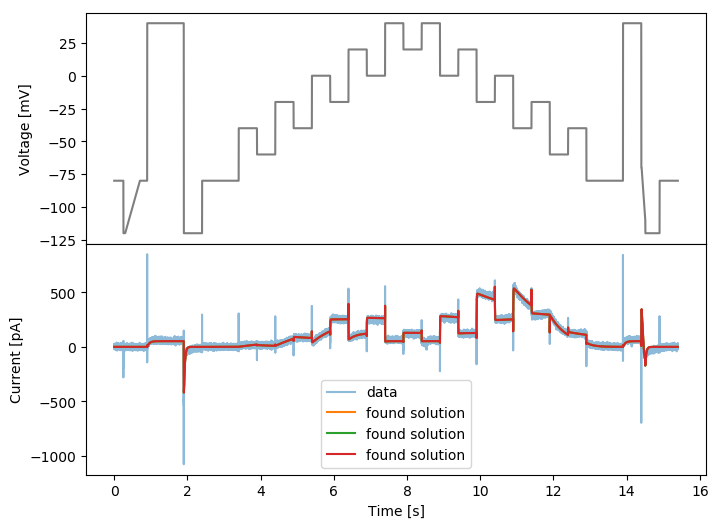 Voltage [mV]
25
0
−25
−50
−75
−100
−125
Current [pA]
500
0
−500
−1000
data
found solution
found solution
found solution
0
2
4
6
8
10
12
14
16
Time [s]